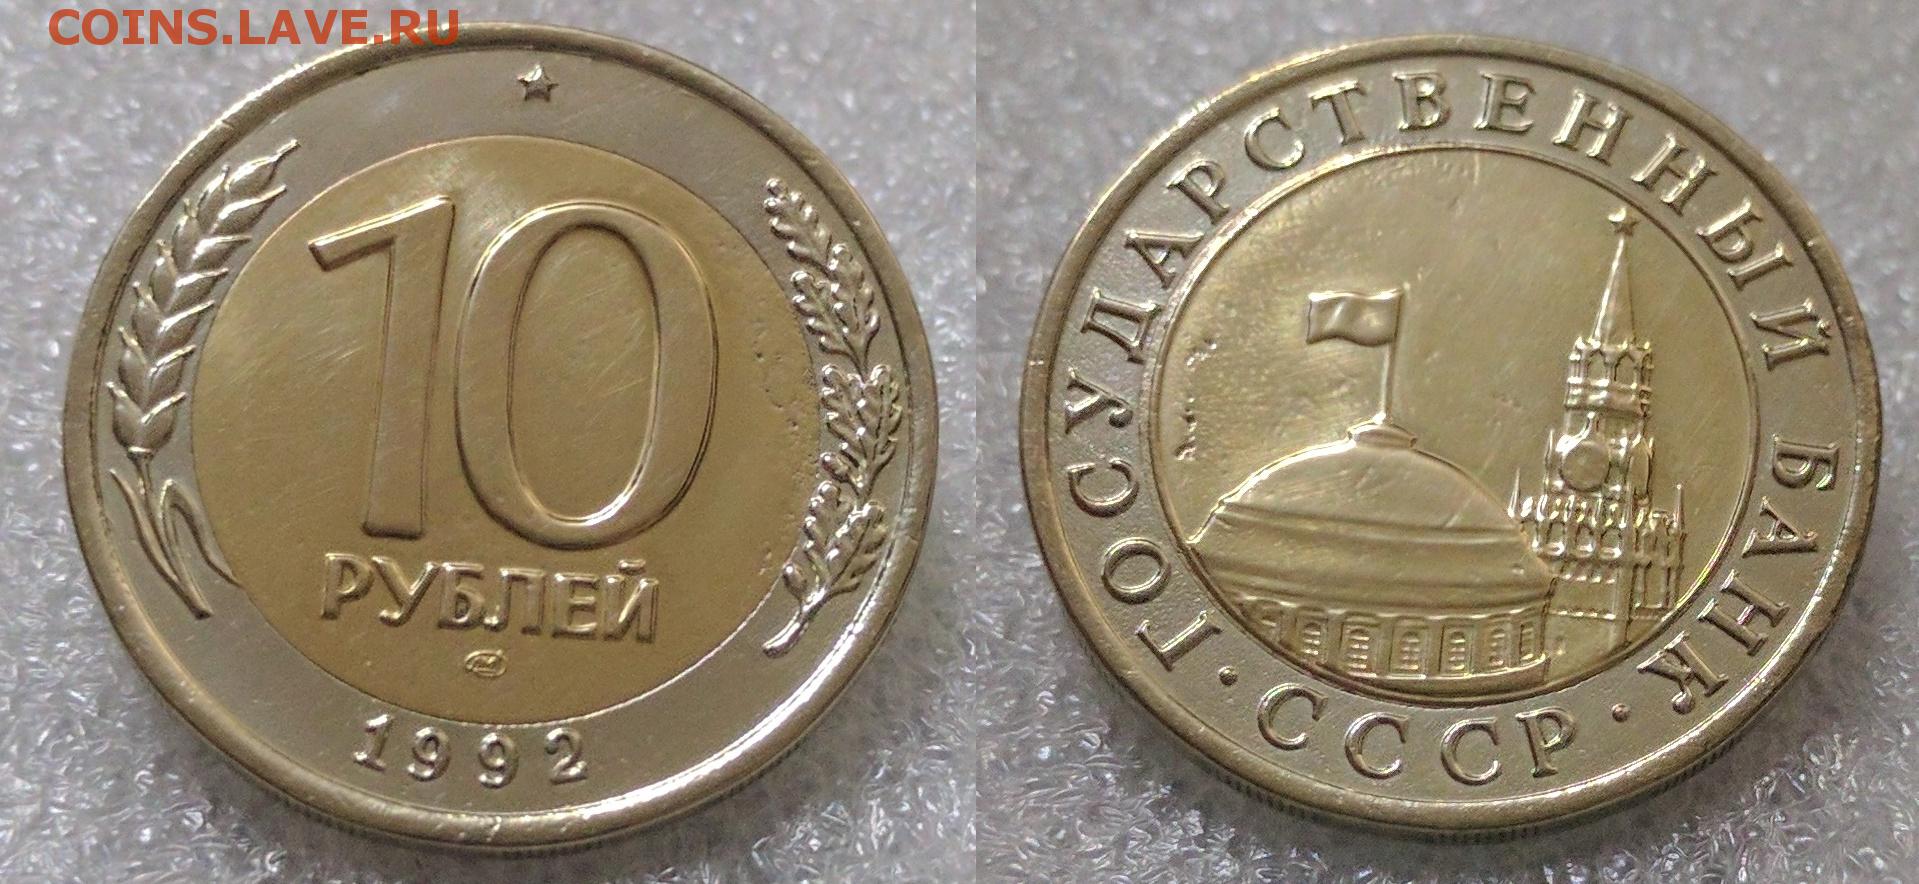 COINS.LAVE.RU
10
РУБЛЕЙ
ЛМД
1992
ГОСУДАРСТВЕННЫЙ БАНК
· СССР ·